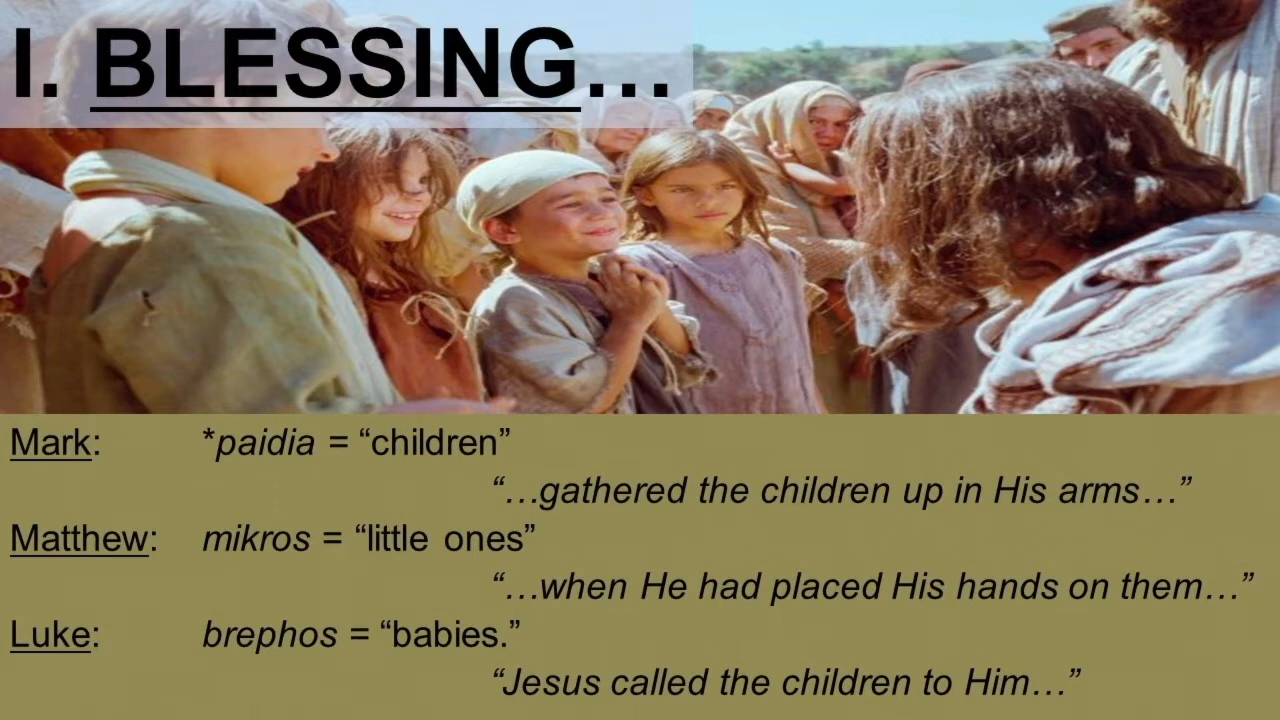 I. BLESSING…
Mark: *paidia = “children”
“…gathered the children up in His arms…”
Matthew: mikros = “little ones”
“…when He had placed His hands on them…”
Luke: brephos = “babies.”
“Jesus called the children to Him…”